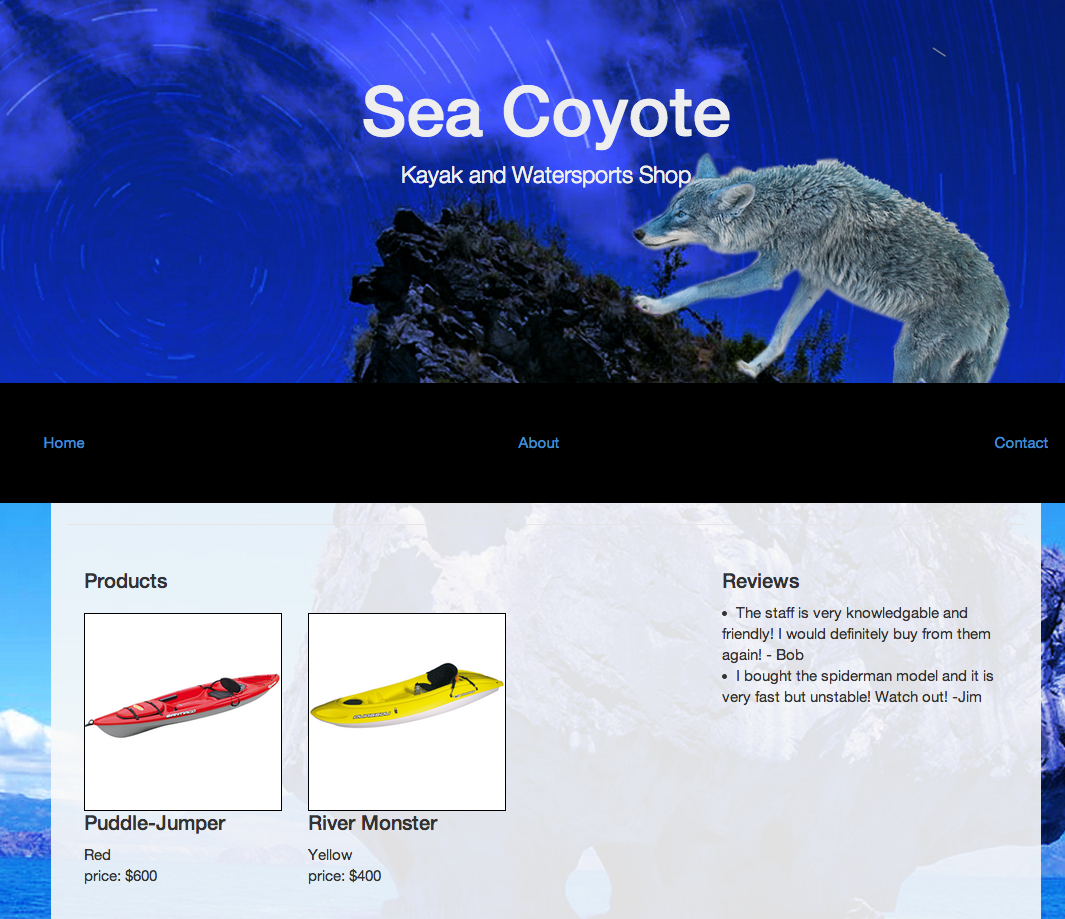 Sea Coyote
Kayak and Watersports Shop
Home
About
Contact
Products
Puddle-Jumper
Red
price: $600
River Monster
Yellow
price: $400
Reviews
• The staff is very knowledgable and
friendly! I would definitely buy from them
again! - Bob
• I bought the spiderman model and it is
very fast but unstable! Watch out! -Jim